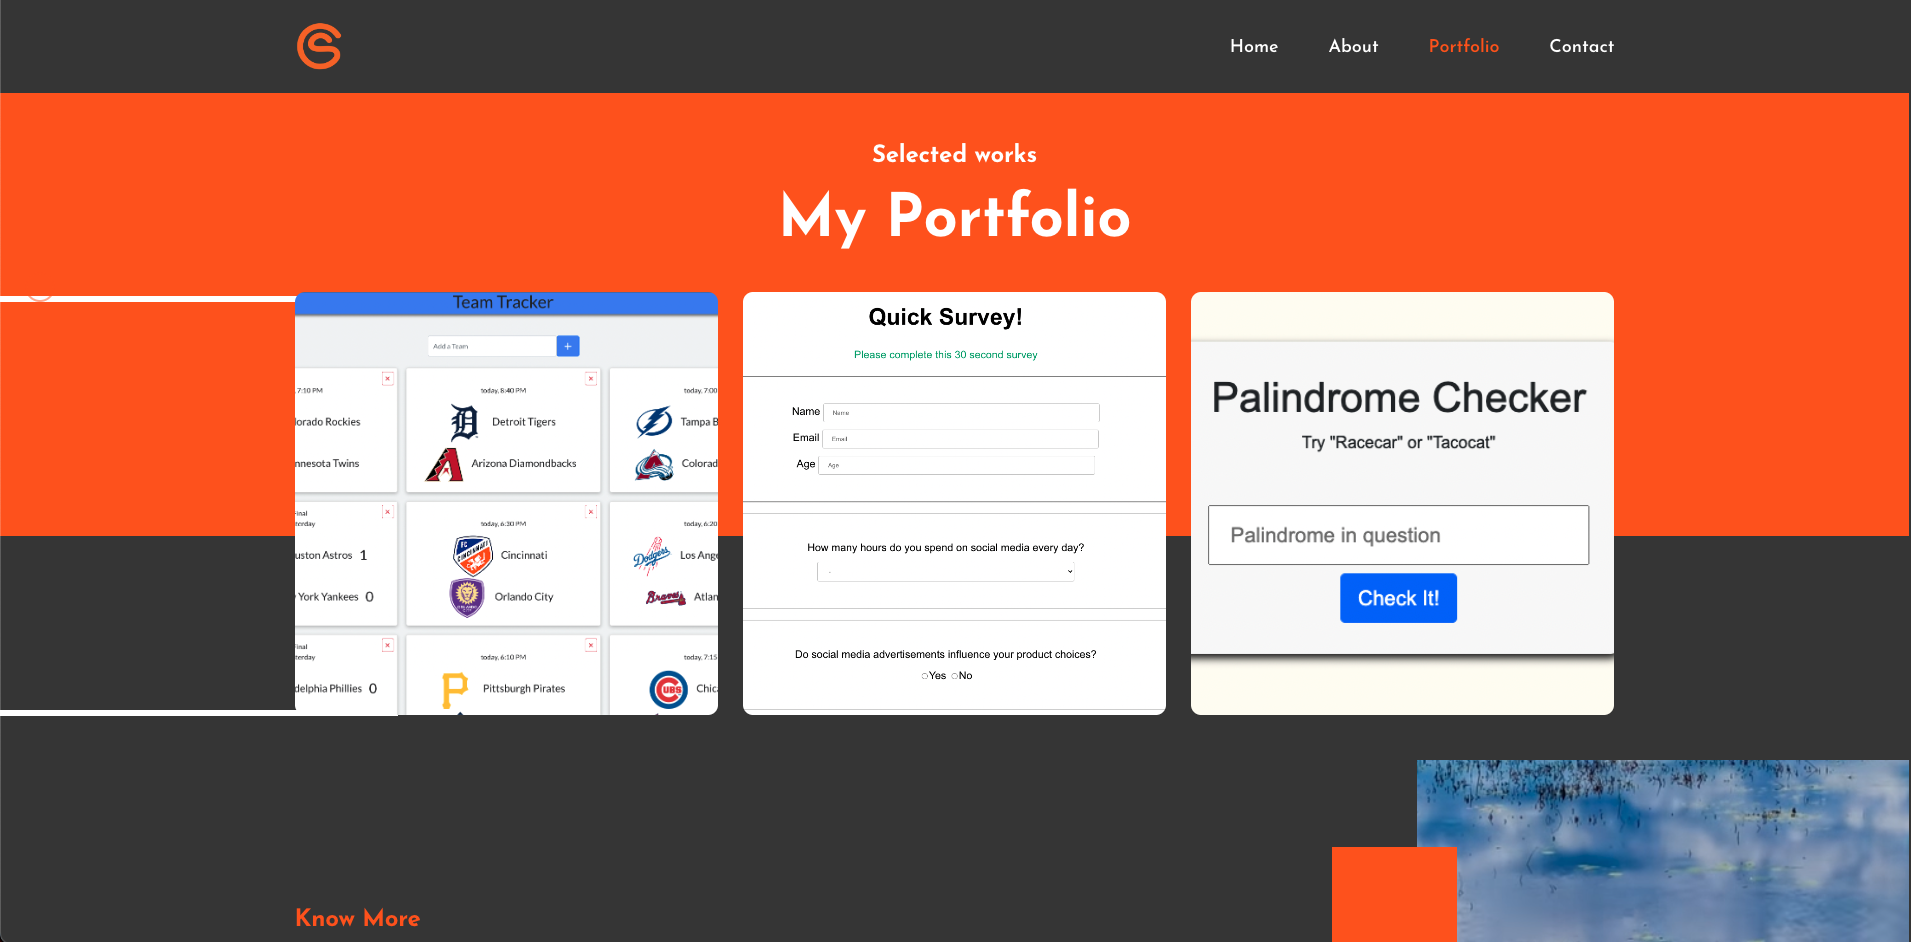 Home About Portfolio Contact
Selected works
My Portfolio
Team Tracker
Add a Team +
7:10 PM
orado Rockies
nnesota Twins
today, 8:40 PM
Detroit Tigers
Arizona Diamondbacks
today, 7:00
Tampa B
Colorad
Final
terday
uston Astros 1
York Yankees 0
today, 6:30 PM
Cincinnati
Orlando City
today, 6:20
Dodgers
Los Ange
Braves
Atlan
Final
terday
delphia Phillies 0
today, 6:10 PM
Pittsburgh Pirates
today, 7:15
CUBS
Chic
Quick Survey!
Please complete this 30 second survey
Name Name
Email Email
Age Age
How many hours do you spend on social media every day?
Do social media advertisements influence your product choices?
Yes No
Palindrome Checker
Try "Racecar" or "Tacocat"
Palindrome in question
Check It!
Know More